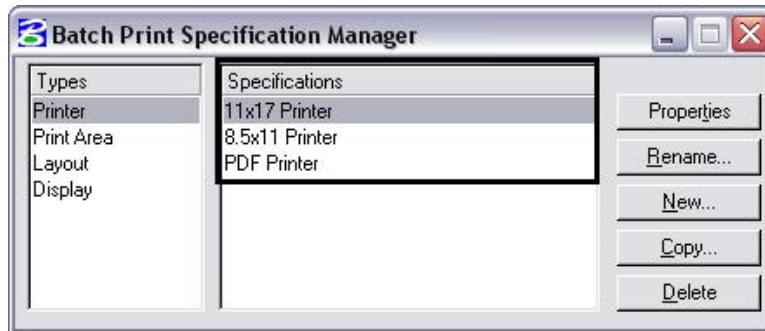 Batch Print Specification Manager
Types
Printer
Print Area
Layout
Display
Specifications
11x17 Printer
8.5x11 Printer
PDF Printer
Properties
Rename...
New...
Copy...
Delete